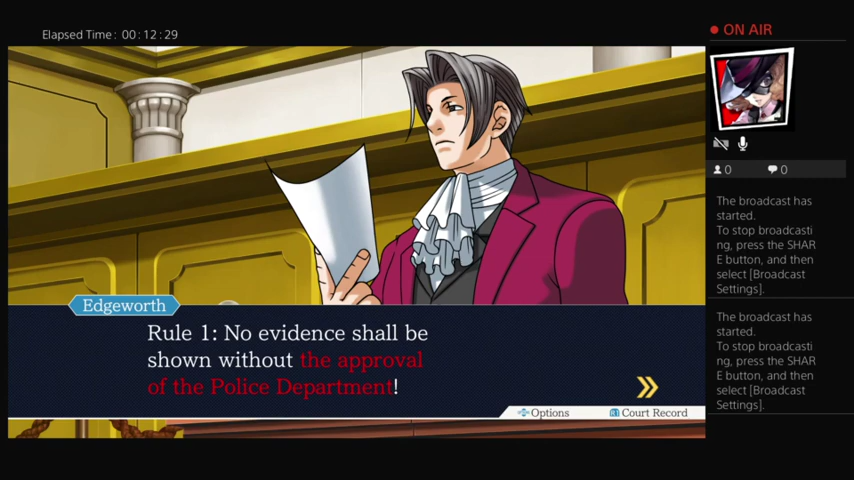 Elapsed Time: 00:12:29
ON AIR
0 0
The broadcast has
started.
To stop broadcasti
ng, press the SHAR
E button, and then
select [Broadcast
Settings].
The broadcast has
started.
To stop broadcasti
ng, press the SHAR
E button, and then
select [Broadcast
Settings].
Edgeworth
Rule 1: No evidence shall be
shown without the approval
of the Police Department!
Options Court Record